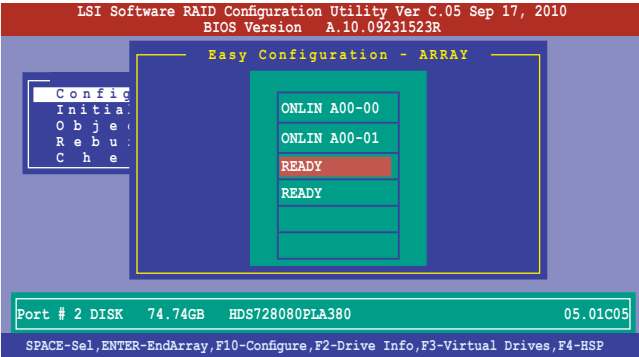 LSI Software RAID Configuration Utility Ver C.05 Sep 17, 2010
BIOS Version A.10.09231523R
Easy Configuration - ARRAY
Config
Initia
Obje
Rebu
Che
ONLIN A00-00
ONLIN A00-01
READY
READY
Port # 2 DISK 74.74GB HDS728080PLA380 05.01C05
SPACE-Sel,ENTER-EndArray,F10-Configure,F2-Drive Info,F3-Virtual Drives,F4-HSP